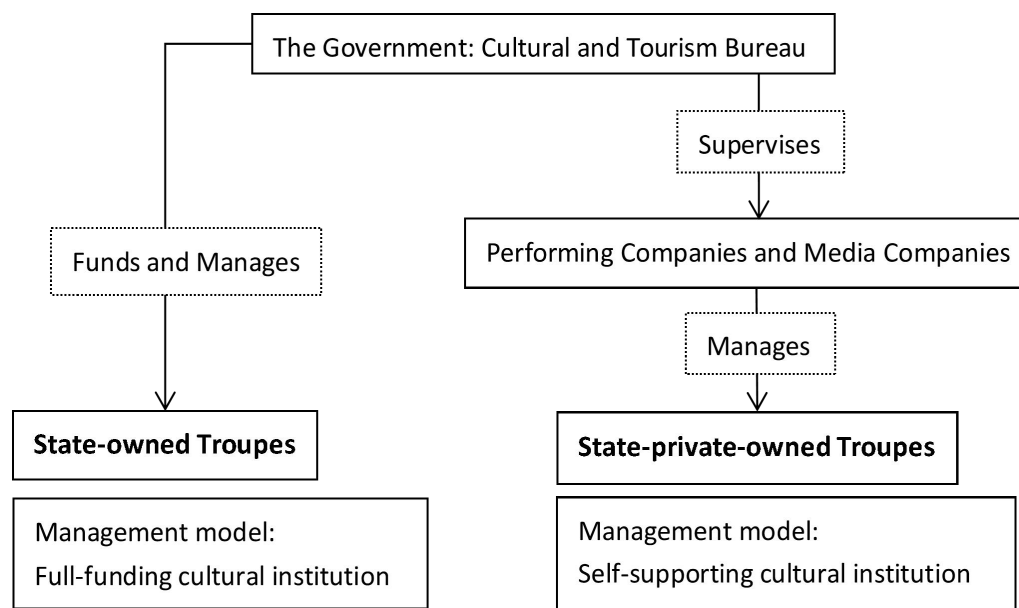 The Government: Cultural and Tourism Bureau
Supervises
Funds and Manages
Performing Companies and Media Companies
Manages
State-owned Troupes
State-private-owned Troupes
Management model:
Full-funding cultural institution
Management model:
Self-supporting cultural institution